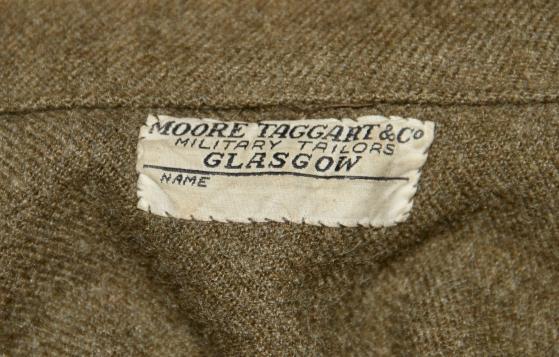 MOORE TAGGART & Co
MILITARY TAILORS
GLASGOW
NAME